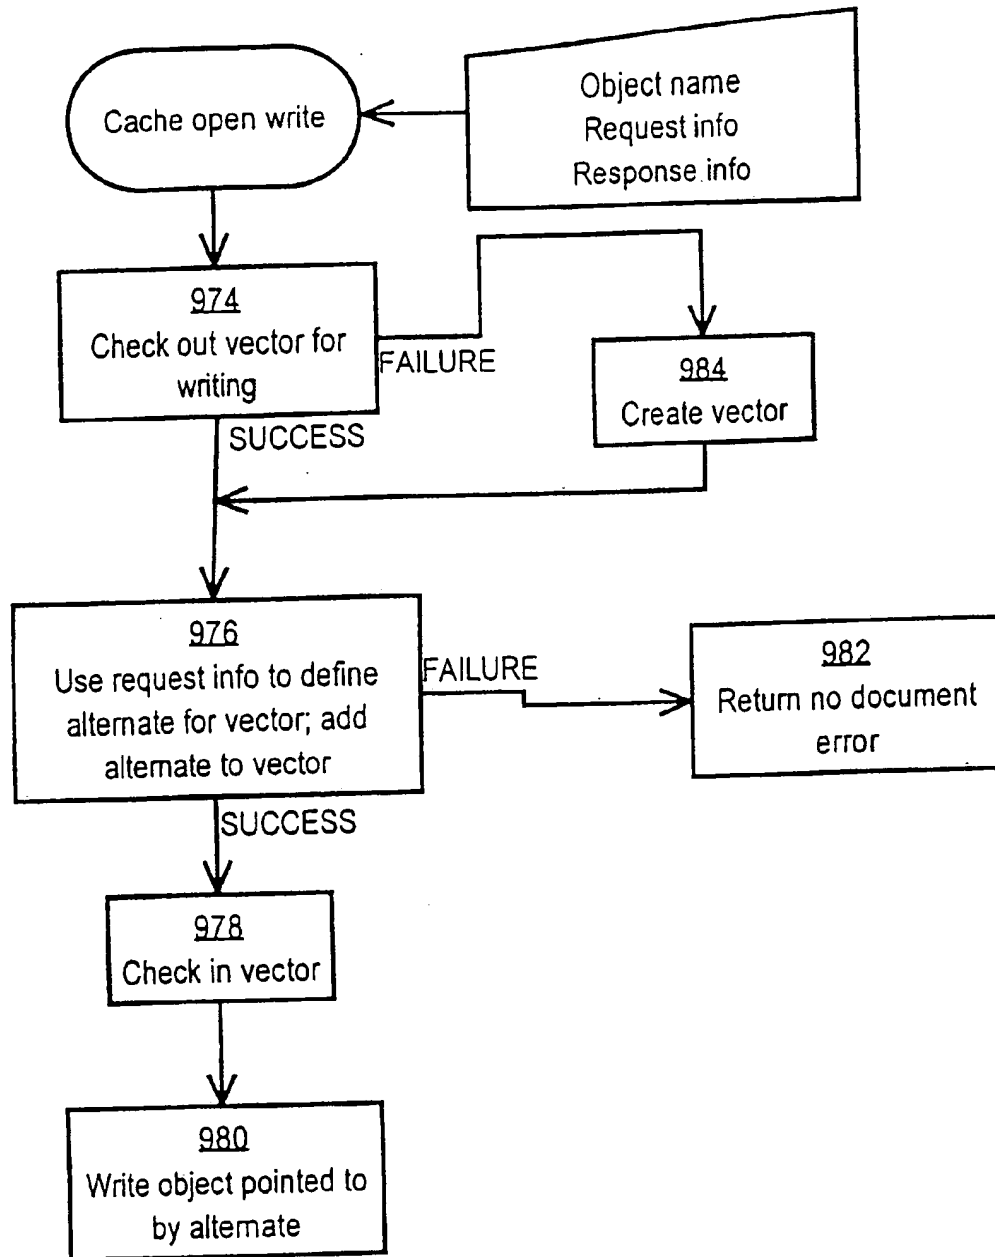 Cache open write
Object name
Request info
Response info
974
Check out vector for
writing
FAILURE
984
Create vector
SUCCESS
976
Use request info to define
alternate for vector; add
alternate to vector
FAILURE
982
Return no document
error
SUCCESS
978
Check in vector
980
Write object pointed to
by alternate